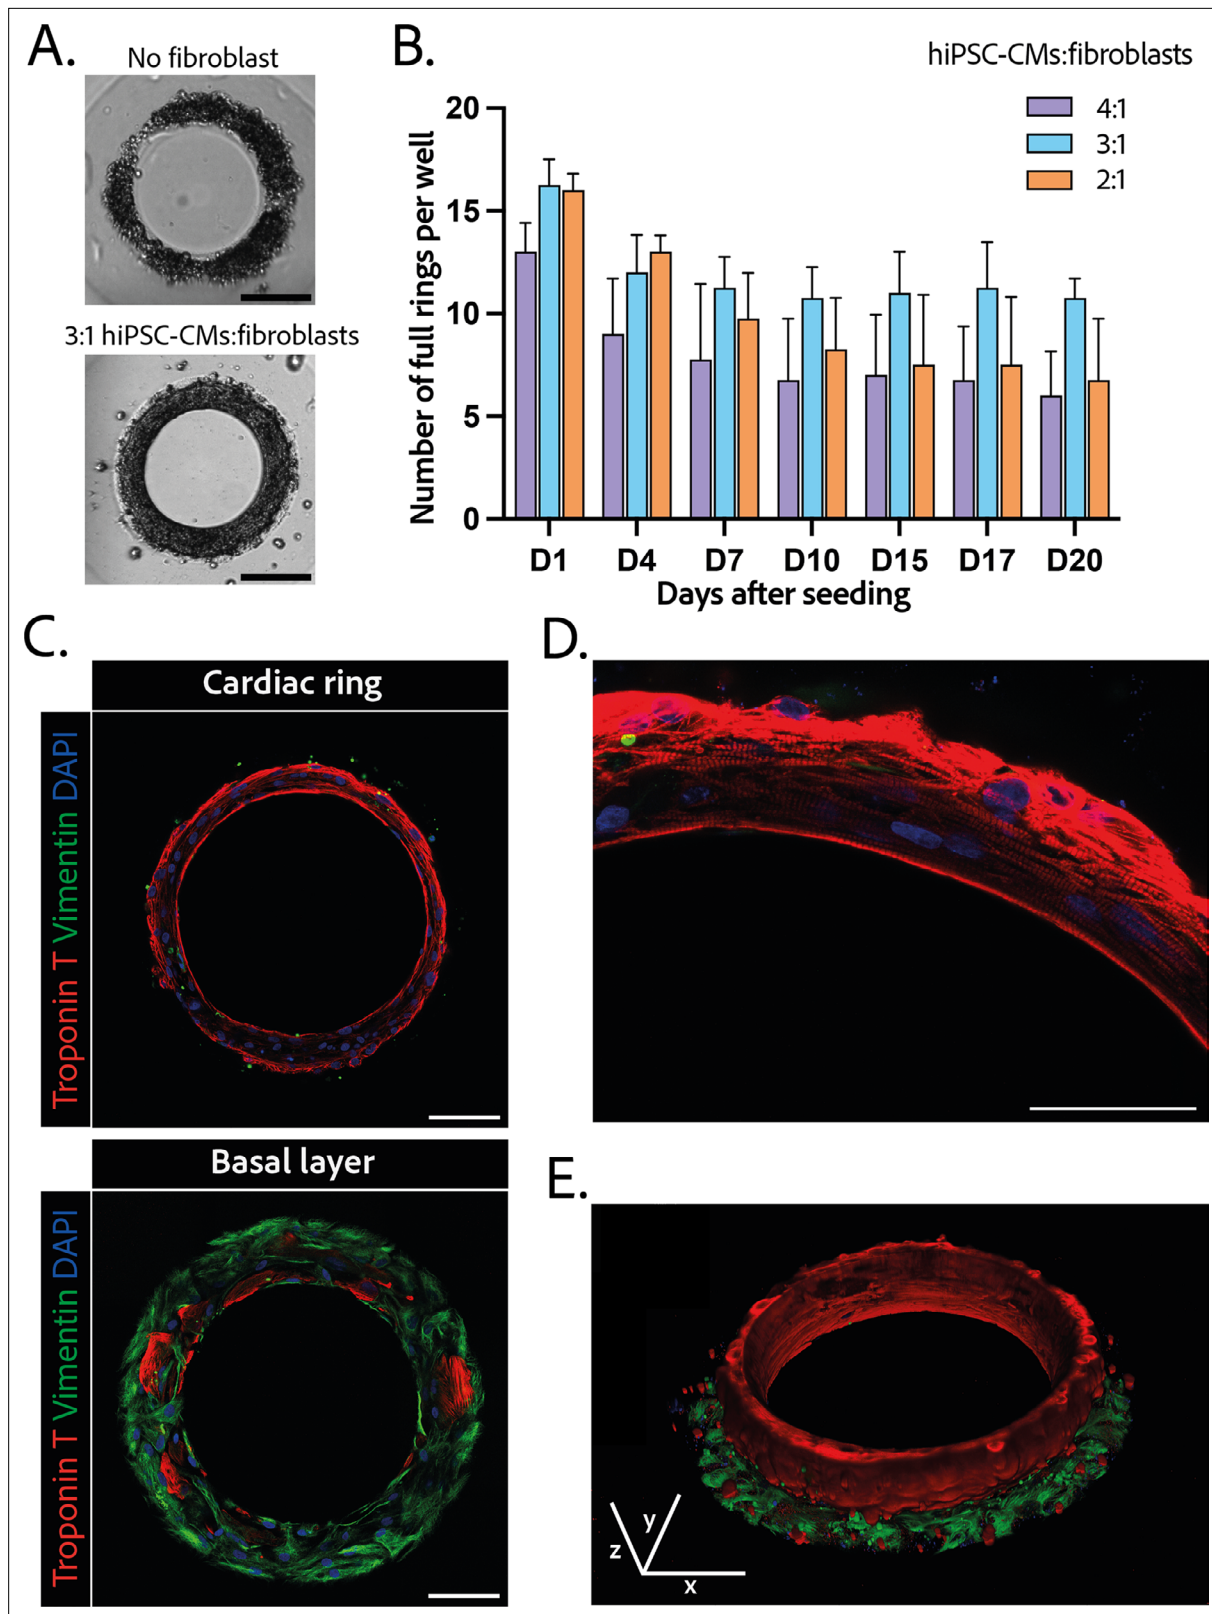 A.
No fibroblast
3:1 hiPSC-CMs:fibroblasts
B.
hiPSC-CMs:fibroblasts
4:1
3:1
2:1
Number of full rings per well
20
15
10
5
0
D1 D4 D7 D10 D15 D17 D20
Days after seeding
C.
Cardiac ring
Troponin T Vimentin DAPI
Basal layer
Troponin T Vimentin DAPI
D.
E.
z
y
x